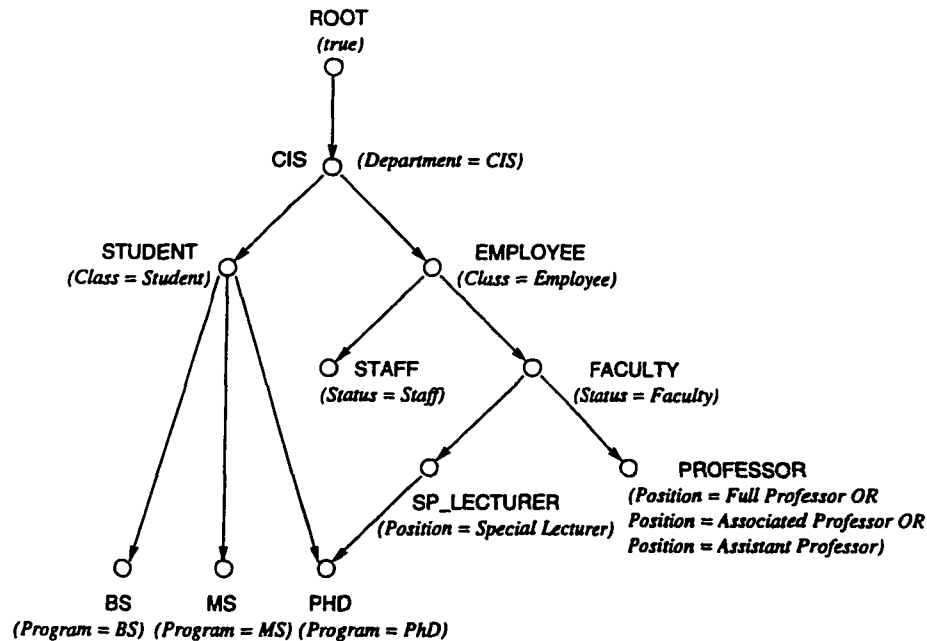 ROOT
(true)
CIS (Department = CIS)
STUDENT
(Class = Student)
EMPLOYEE
(Class = Employee)
STAFF
(Status = Staff)
FACULTY
(Status = Faculty)
SP_LECTURER
(Position = Special Lecturer)
PROFESSOR
(Position = Full Professor OR
Position = Associated Professor OR
Position = Assistant Professor)
BS
(Program = BS)
MS
(Program = MS)
PHD
(Program = PhD)